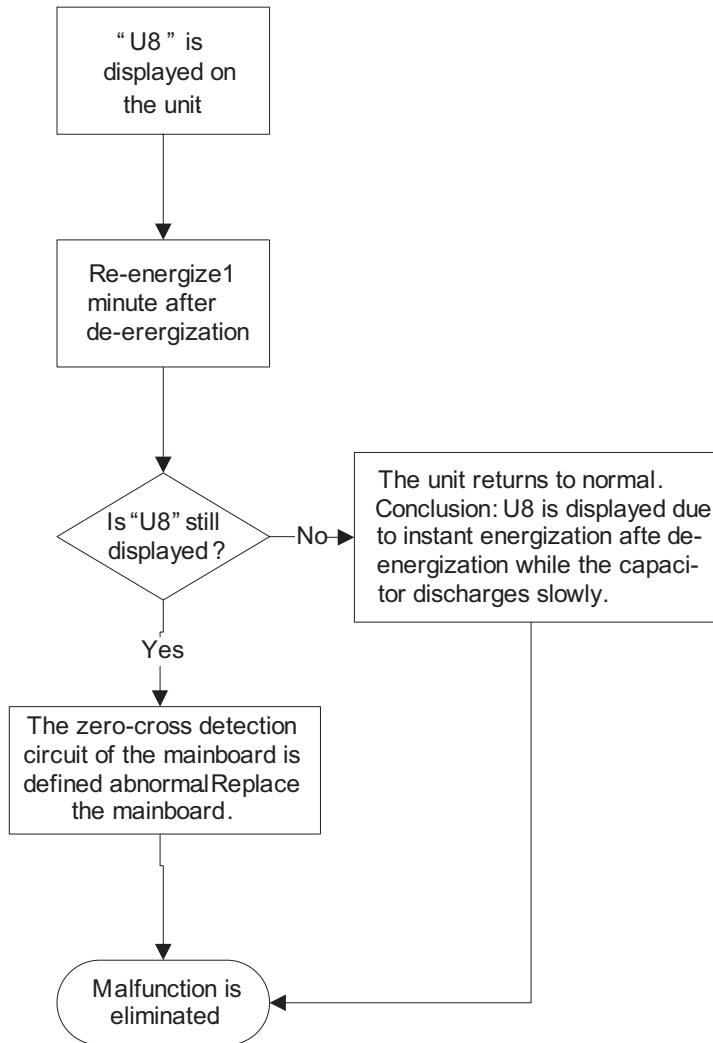 “U8” is
displayed on
the unit.
Re-energize1
minute after
de-erergization
Is “U8” still
displayed?
No
The unit returns to normal.
Conclusion: U8 is displayed due
to instant energization afte de-
energization while the capaci-
tor discharges slowly.
Yes
The zero-cross detection
circuit of the mainboard is
defined abnormal.Replace
the mainboard.
Malfunction is
eliminated